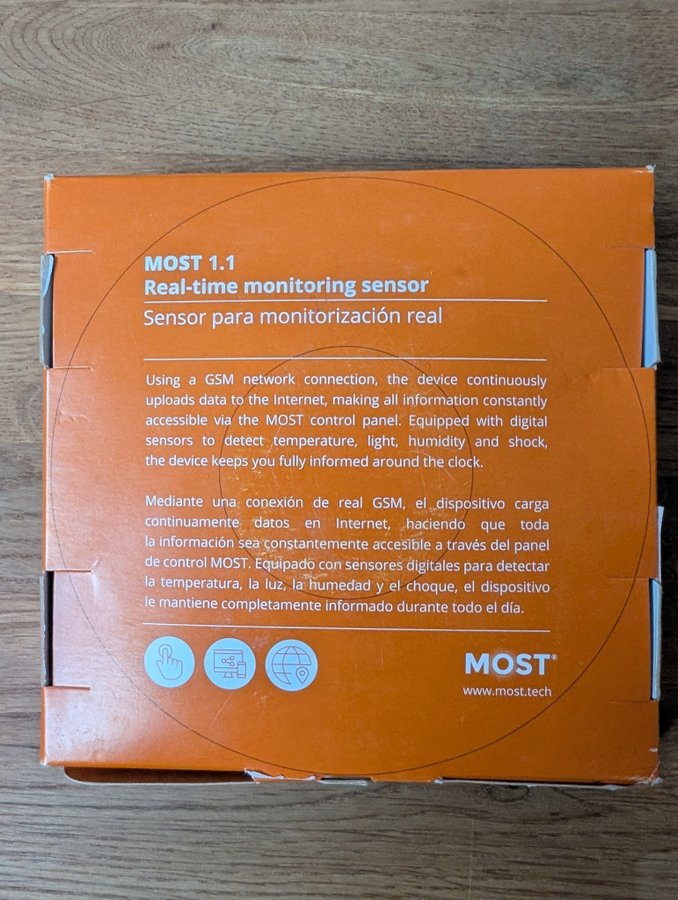 MOST 1.1
Real-time monitoring sensor
Sensor para monitorización real
Using a GSM network connection, the device continuously
uploads data to the Internet, making all information constantly
accessible via the MOST control panel. Equipped with digital
sensors to detect temperature, light, humidity and shock,
the device keeps you fully informed around the clock.
Mediante una conexión de real GSM, el dispositivo carga
continuamente datos en Internet, haciendo que toda
la información sea constantemente accesible a través del panel
de control MOST. Equipado con sensores digitales para detectar
la temperatura, la luz, la humedad y el choque, el dispositivo
le mantiene completamente informado durante todo el día.
MOST®
www.most.tech